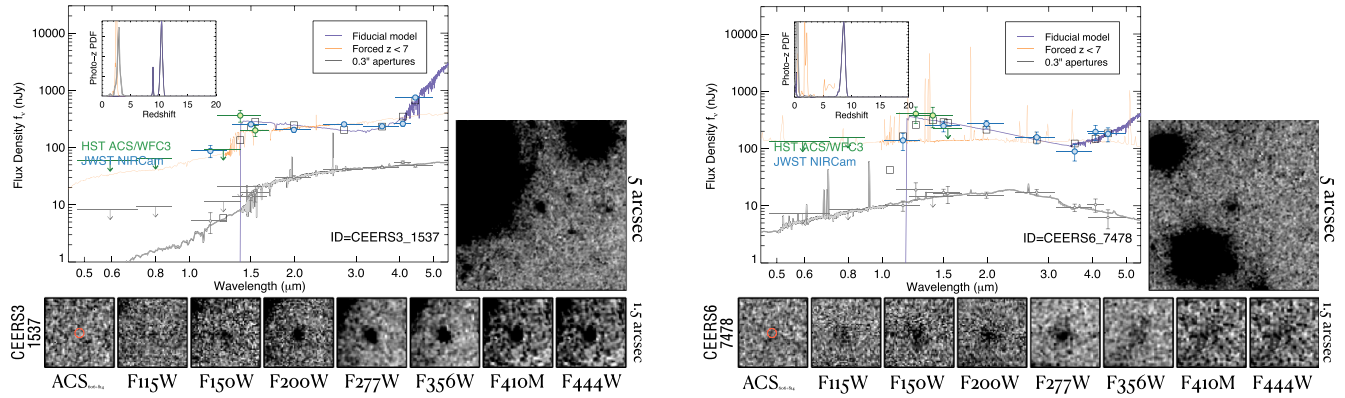 10000
1000
100
10
1
Flux Density fν (nJy)
Photo-z PDF
0 5 10 15 20
Redshift
Fiducial model
Forced z < 7
0.3" apertures
HST ACS/WFC3
JWST NIRCam
ID=CEERS3_1537
0.5 0.6 0.8 1.0 1.5 2.0 3.0 4.0 5.0
Wavelength (μm)
5 arcsec
CEERS3
1537
1.5 arcsec
ACS F115W F150W F200W F277W F356W F410M F444W
10000
1000
100
10
1
Flux Density fν (nJy)
Photo-z PDF
0 5 10 15 20
Redshift
Fiducial model
Forced z < 7
0.3" apertures
HST ACS/WFC3
JWST NIRCam
ID=CEERS6_7478
0.5 0.6 0.8 1.0 1.5 2.0 3.0 4.0 5.0
Wavelength (μm)
5 arcsec
CEERS6
7478
1.5 arcsec
ACS F115W F150W F200W F277W F356W F410M F444W